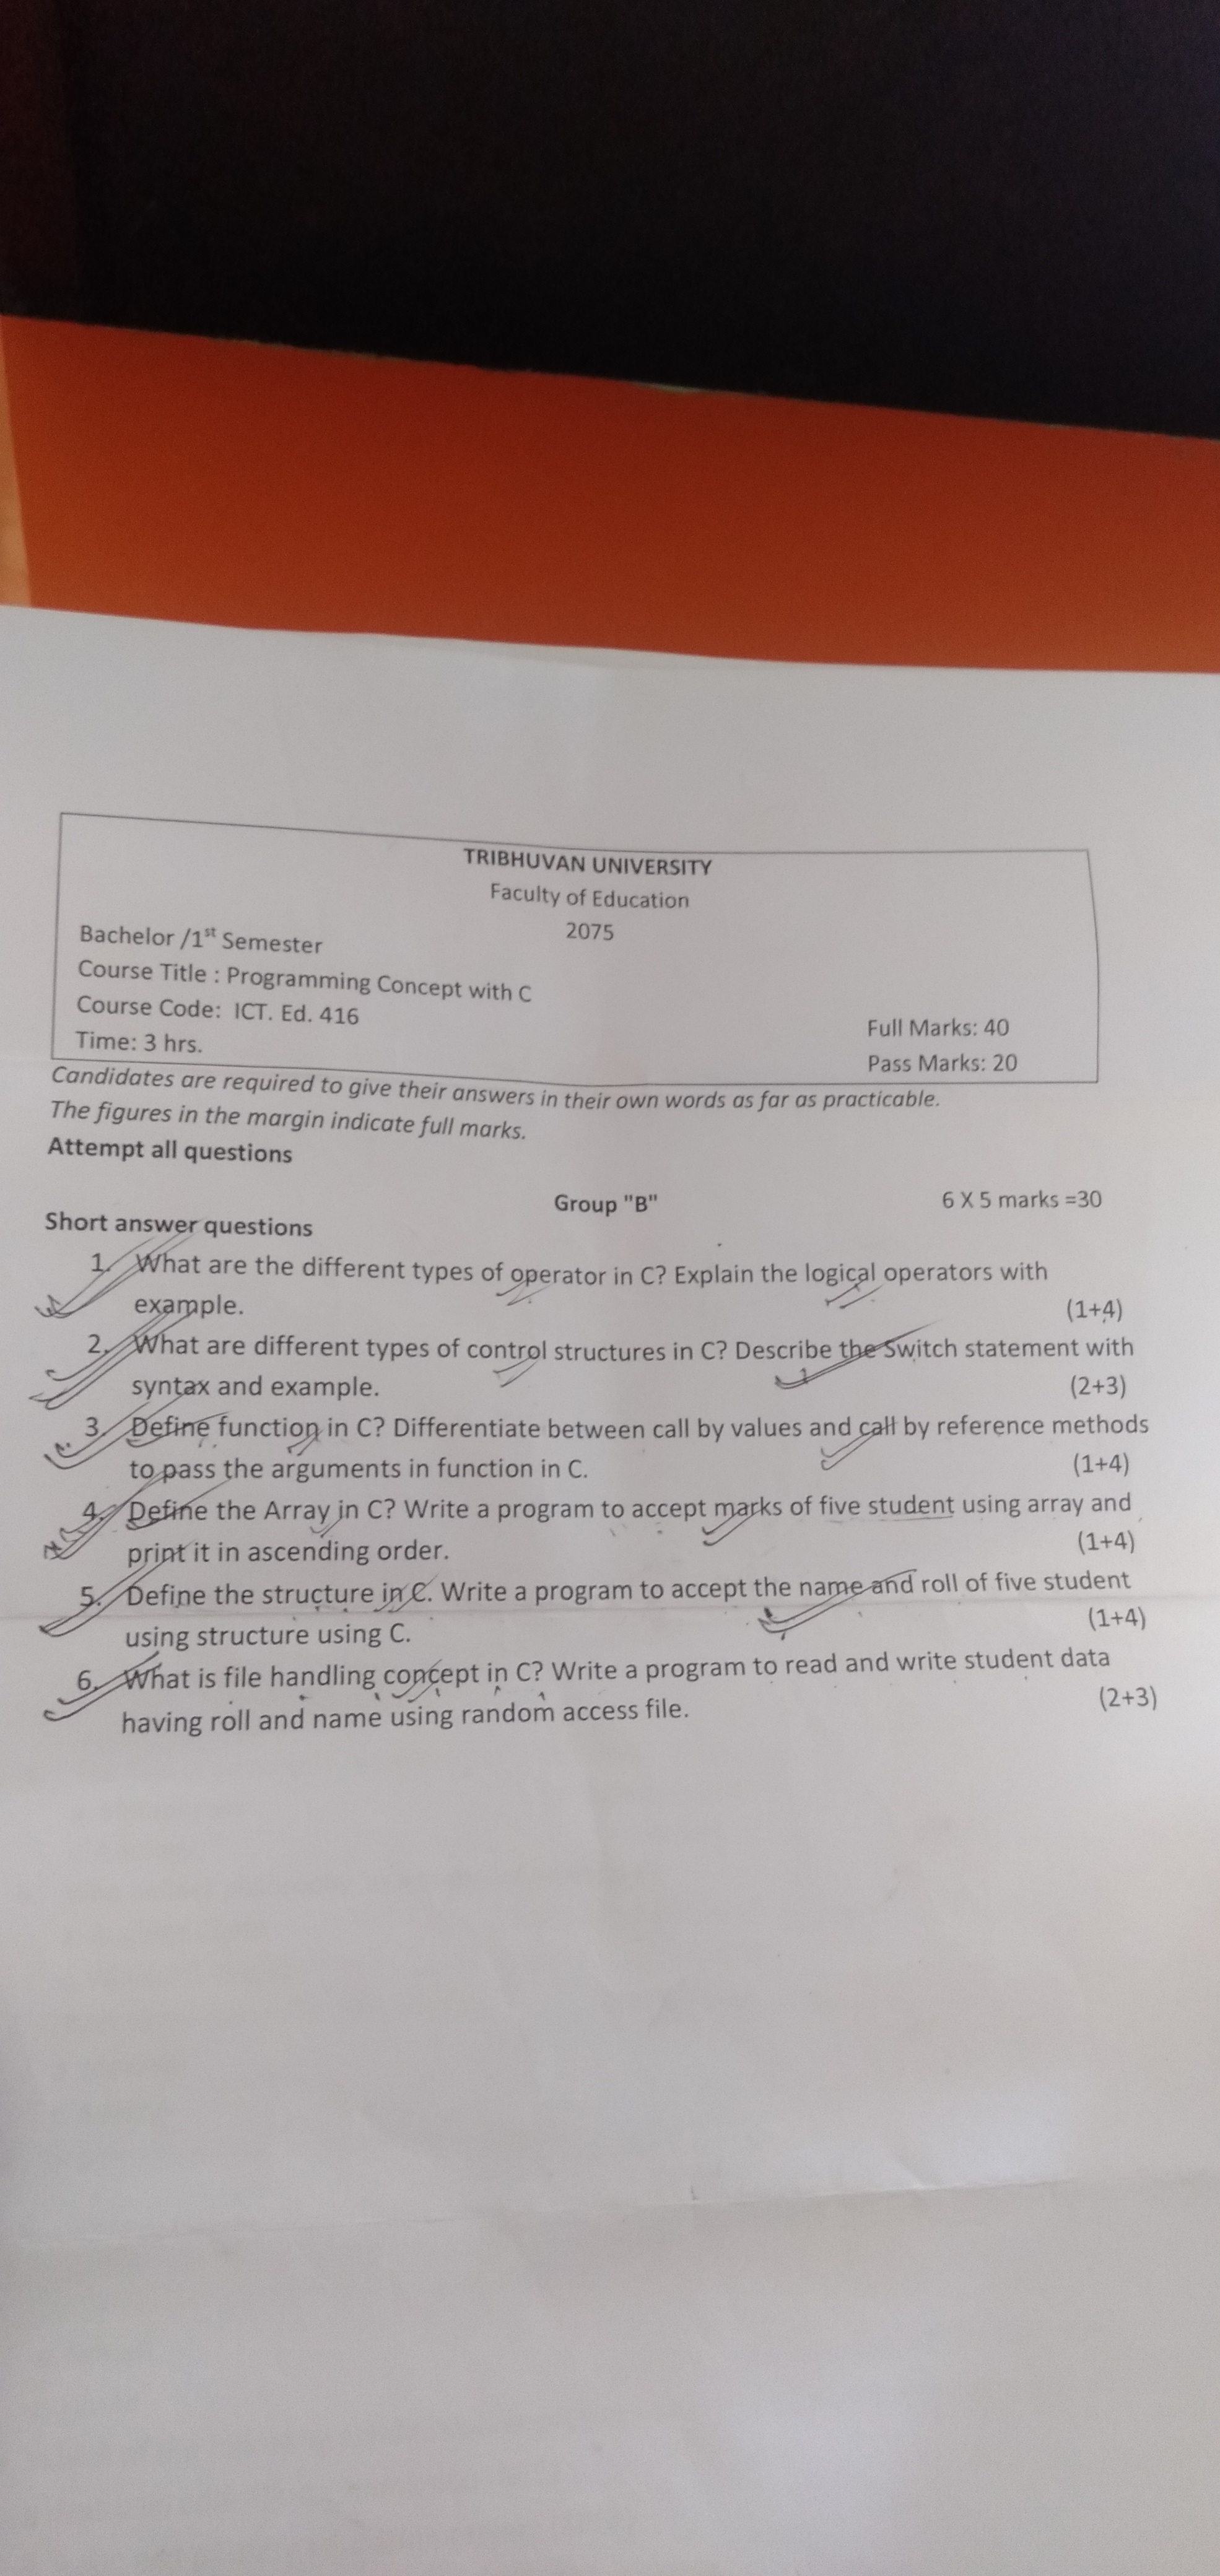 TRIBHUVAN UNIVERSITY
Faculty of Education
2075
Bachelor /1st Semester
Course Title : Programming Concept with C
Course Code: ICT. Ed. 416
Full Marks: 40
Time: 3 hrs.
Pass Marks: 20
Candidates are required to give their answers in their own words as far as practicable.
The figures in the margin indicate full marks.
Attempt all questions
Group "B" 6 X 5 marks =30
Short answer questions
1. What are the different types of operator in C? Explain the logical operators with
example. (1+4)
2. What are different types of control structures in C? Describe the Switch statement with
syntax and example. (2+3)
3. Define function in C? Differentiate between call by values and call by reference methods
to pass the arguments in function in C. (1+4)
4. Define the Array in C? Write a program to accept marks of five student using array and
print it in ascending order. (1+4)
5. Define the structure in C. Write a program to accept the name and roll of five student
using structure using C. (1+4)
6. What is file handling concept in C? Write a program to read and write student data
having roll and name using random access file. (2+3)